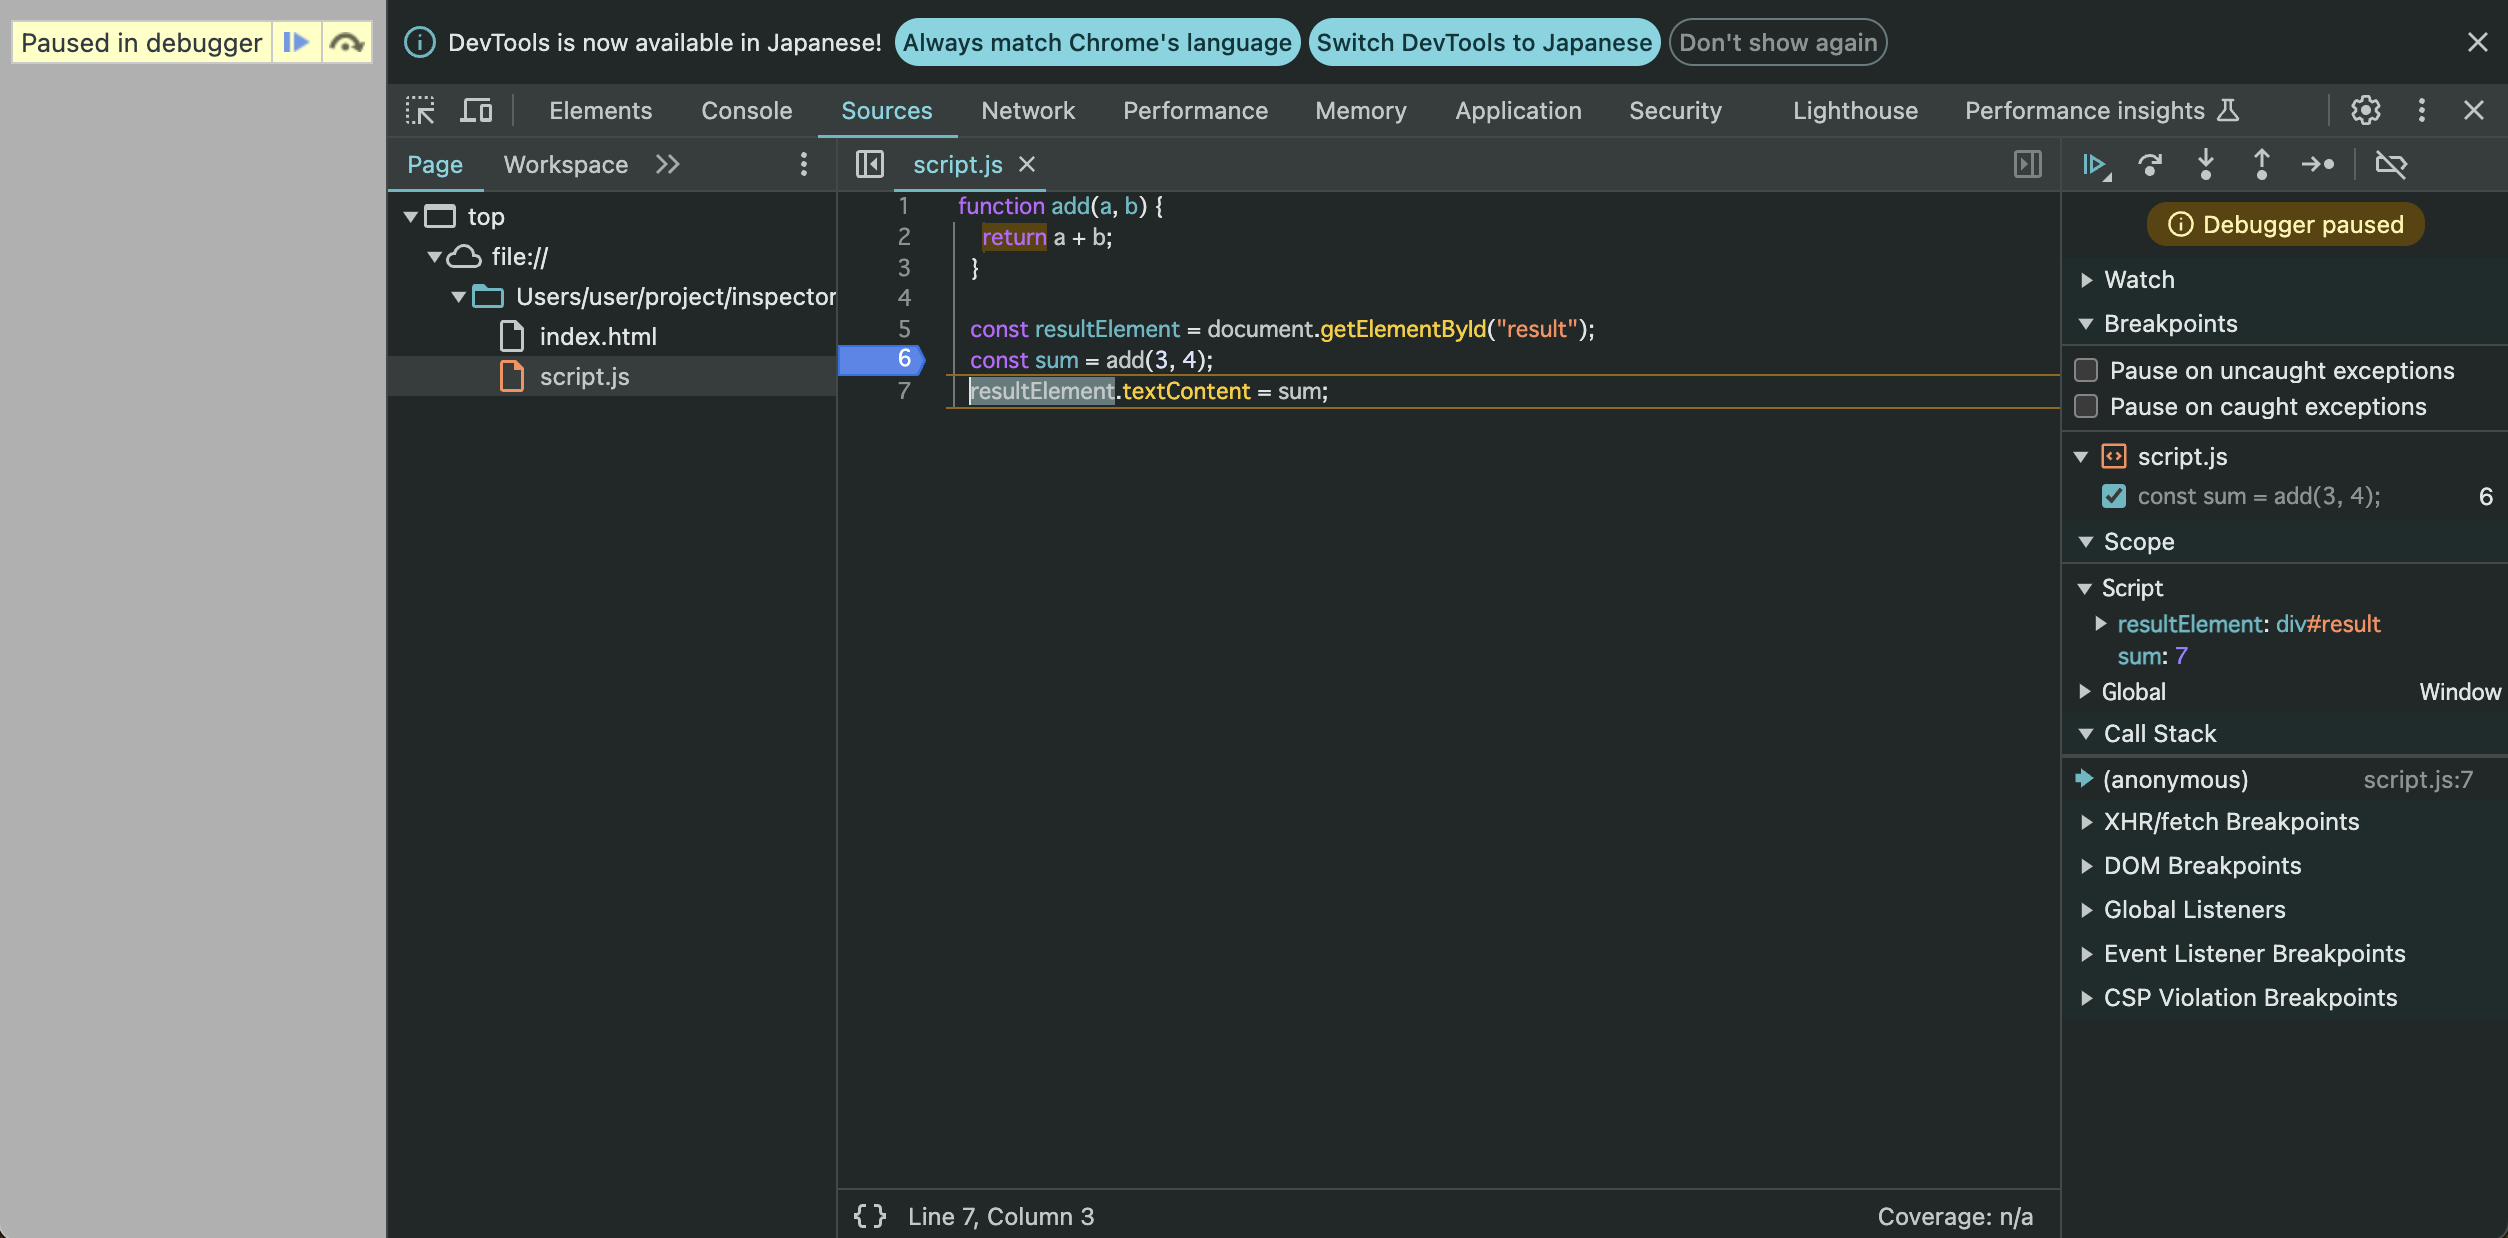 Paused in debugger
DevTools is now available in Japanese! Always match Chrome's language Switch DevTools to Japanese Don't show again
Elements Console Sources Network Performance Memory Application Security Lighthouse Performance insights
Page Workspace
top
file://
Users/user/project/inspector
index.html
script.js
script.js
1 function add(a, b) {
2 return a + b;
3 }
4
5 const resultElement = document.getElementById("result");
6 const sum = add(3, 4);
7 resultElement.textContent = sum;
{ } Line 7, Column 3
Coverage: n/a
Debugger paused
Watch
Breakpoints
Pause on uncaught exceptions
Pause on caught exceptions
script.js
const sum = add(3, 4); 6
Scope
Script
resultElement: div#result
sum: 7
Global Window
Call Stack
(anonymous) script.js:7
XHR/fetch Breakpoints
DOM Breakpoints
Global Listeners
Event Listener Breakpoints
CSP Violation Breakpoints